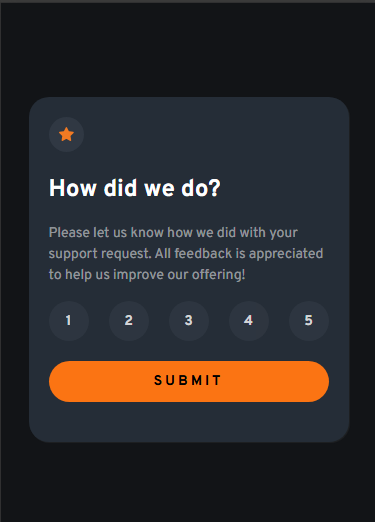 How did we do?
Please let us know how we did with your
support request. All feedback is appreciated
to help us improve our offering!
1 2 3 4 5
SUBMIT